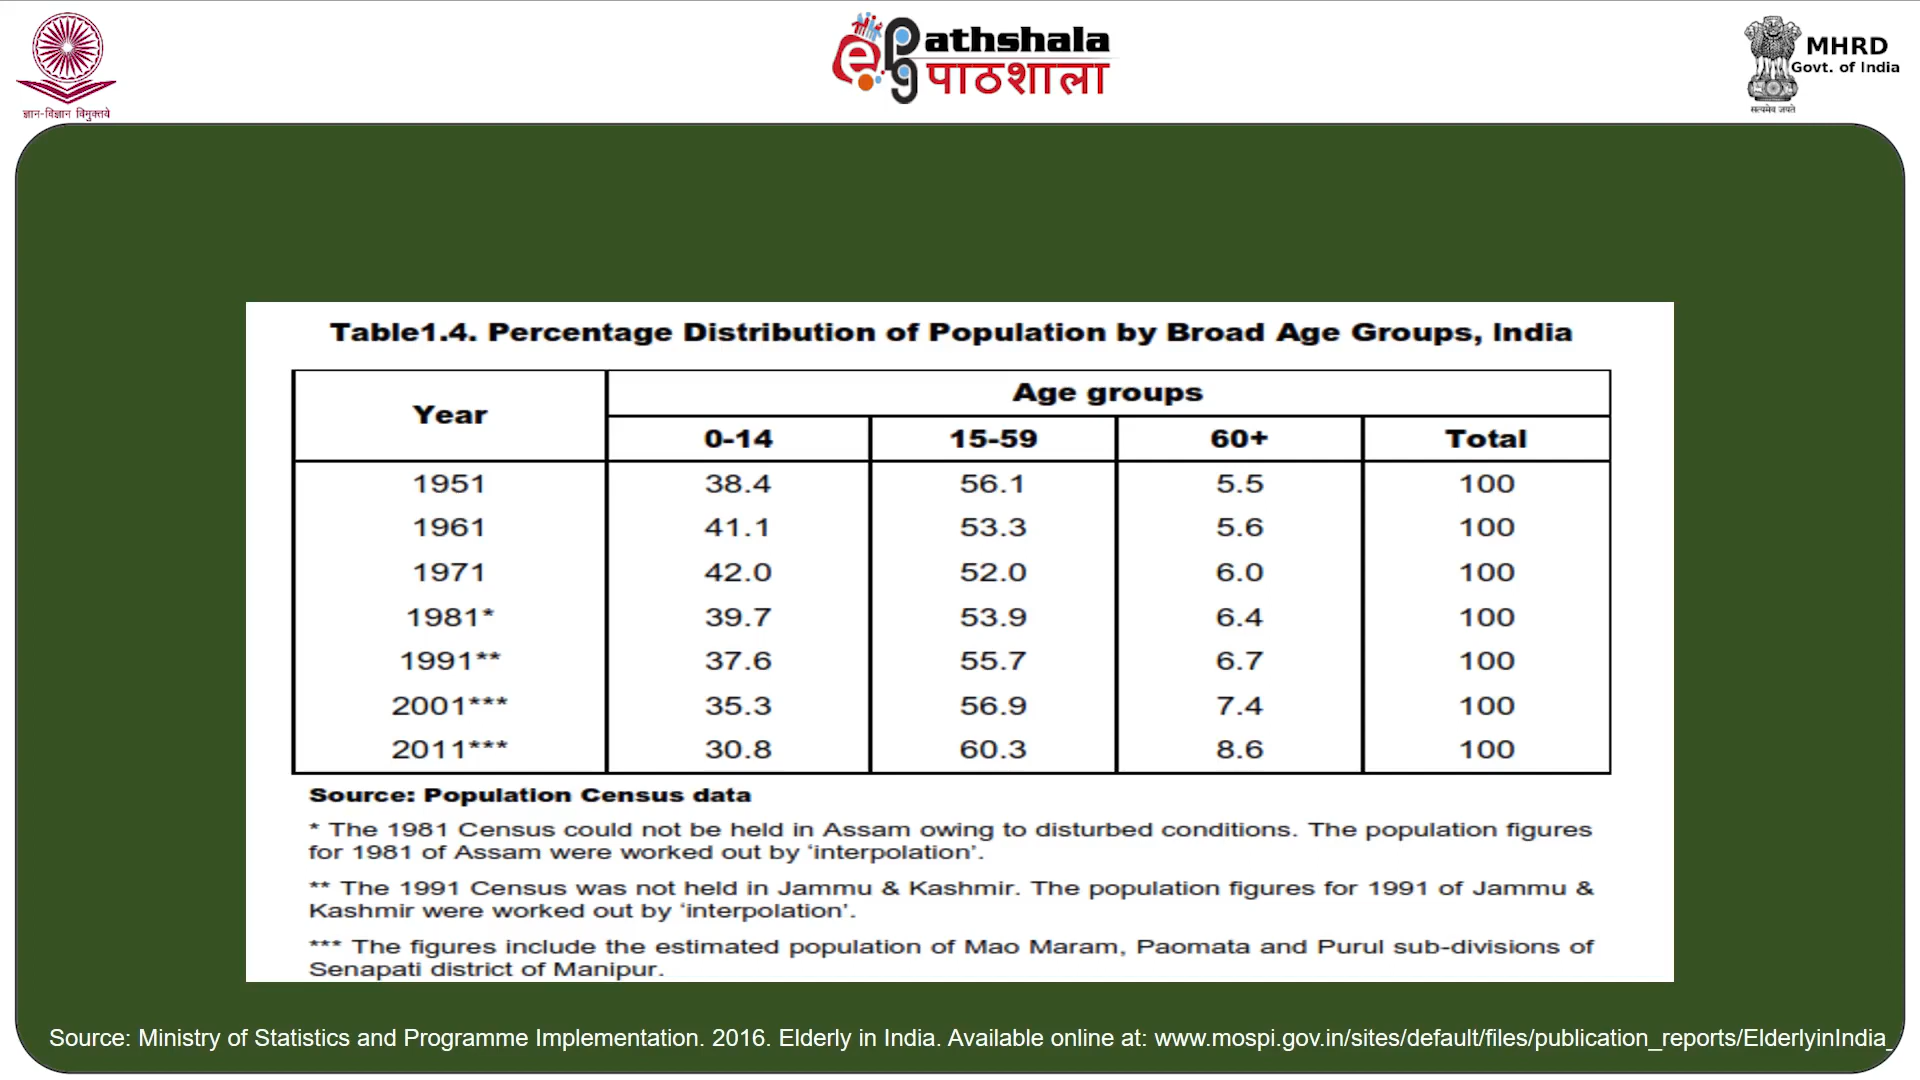 ज्ञान-विज्ञान विमुक्तये
ePathshala
पाठशाला
MHRD
Govt. of India
सत्यमेव जयते
Table1.4. Percentage Distribution of Population by Broad Age Groups, India
Year Age groups
0-14 15-59 60+ Total
1951 38.4 56.1 5.5 100
1961 41.1 53.3 5.6 100
1971 42.0 52.0 6.0 100
1981* 39.7 53.9 6.4 100
1991** 37.6 55.7 6.7 100
2001*** 35.3 56.9 7.4 100
2011*** 30.8 60.3 8.6 100
Source: Population Census data
* The 1981 Census could not be held in Assam owing to disturbed conditions. The population figures
for 1981 of Assam were worked out by ‘interpolation’.
** The 1991 Census was not held in Jammu & Kashmir. The population figures for 1991 of Jammu &
Kashmir were worked out by ‘interpolation’.
*** The figures include the estimated population of Mao Maram, Paomata and Purul sub-divisions of
Senapati district of Manipur.
Source: Ministry of Statistics and Programme Implementation. 2016. Elderly in India. Available online at: www.mospi.gov.in/sites/default/files/publication_reports/ElderlyinIndia_